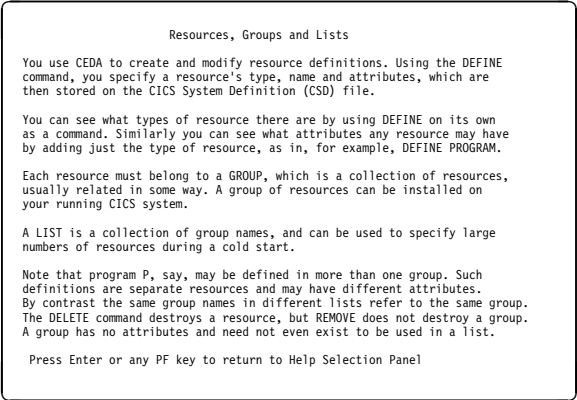 Resources, Groups and Lists
You use CEDA to create and modify resource definitions. Using the DEFINE
command, you specify a resource's type, name and attributes, which are
then stored on the CICS System Definition (CSD) file.
You can see what types of resource there are by using DEFINE on its own
as a command. Similarly you can see what attributes any resource may have
by adding just the type of resource, as in, for example, DEFINE PROGRAM.
Each resource must belong to a GROUP, which is a collection of resources,
usually related in some way. A group of resources can be installed on
your running CICS system.
A LIST is a collection of group names, and can be used to specify large
numbers of resources during a cold start.
Note that program P, say, may be defined in more than one group. Such
definitions are separate resources and may have different attributes.
By contrast the same group names in different lists refer to the same group.
The DELETE command destroys a resource, but REMOVE does not destroy a group.
A group has no attributes and need not even exist to be used in a list.
Press Enter or any PF key to return to Help Selection Panel